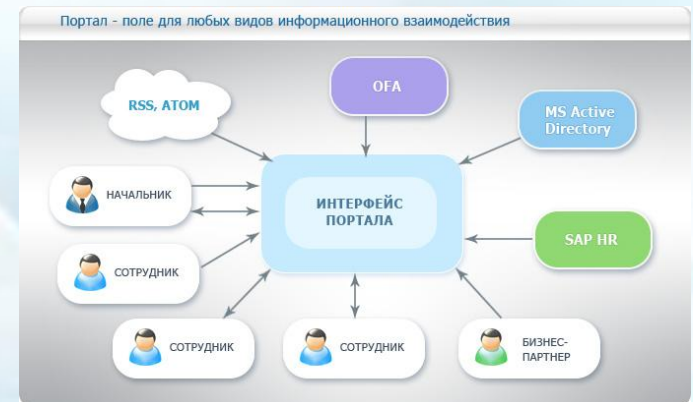 Портал - поле для любых видов информационного взаимодействия
RSS, ATOM
OFA
MS Active
Directory
НАЧАЛЬНИК
ИНТЕРФЕЙС
ПОРТАЛА
SAP HR
СОТРУДНИК
СОТРУДНИК
СОТРУДНИК
БИЗНЕС-
ПАРТНЕР